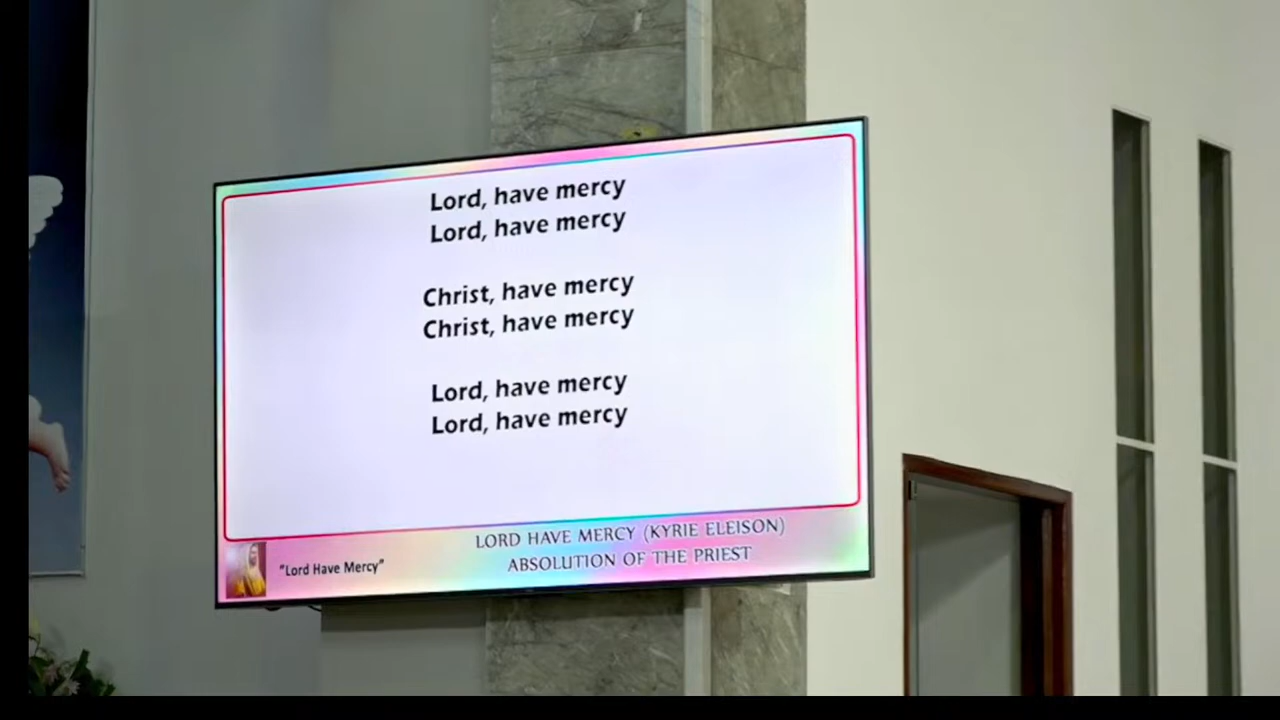 Lord, have mercy
Lord, have mercy
Christ, have mercy
Christ, have mercy
Lord, have mercy
Lord, have mercy
LORD HAVE MERCY (KYRIE ELEISON)
"Lord Have Mercy"
ABSOLUTION OF THE PRIEST